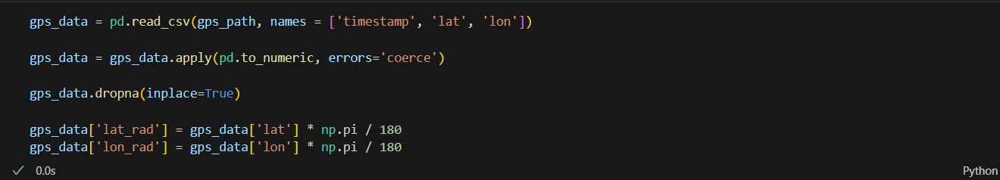 gps_data = pd.read_csv(gps_path, names = ['timestamp', 'lat', 'lon'])
gps_data = gps_data.apply(pd.to_numeric, errors='coerce')
gps_data.dropna(inplace=True)
gps_data['lat_rad'] = gps_data['lat'] * np.pi / 180
gps_data['lon_rad'] = gps_data['lon'] * np.pi / 180
0.0s
Python